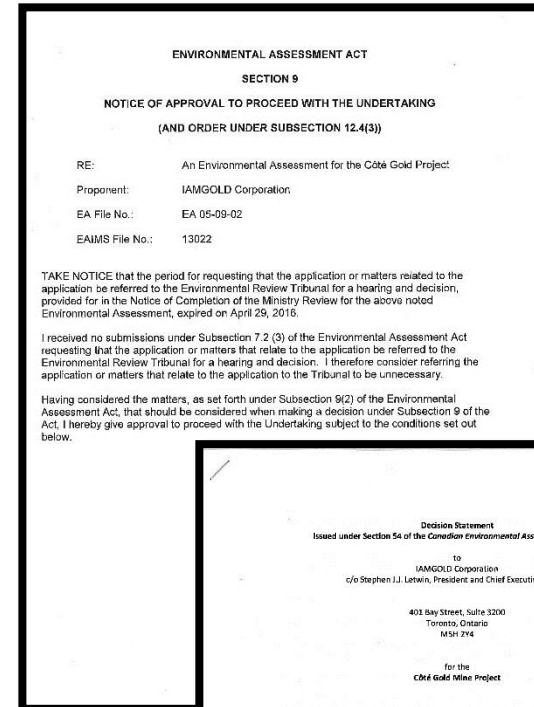 ENVIRONMENTAL ASSESSMENT ACT
SECTION 9
NOTICE OF APPROVAL TO PROCEED WITH THE UNDERTAKING
(AND ORDER UNDER SUBSECTION 12.4(3))
RE: An Environmental Assessment for the Côté Gold Project
Proponent: IAMGOLD Corporation
EA File No.: EA 05-09-02
EAIMS File No.: 13022
TAKE NOTICE that the period for requesting that the application or matters related to the
application be referred to the Environmental Review Tribunal for a hearing and decision,
provided for in the Notice of Completion of the Ministry Review for the above noted
Environmental Assessment, expired on April 29, 2016.
I received no submissions under Subsection 7.2 (3) of the Environmental Assessment Act
requesting that the application or matters that relate to the application be referred to the
Environmental Review Tribunal for a hearing and decision. I therefore consider referring the
application or matters that relate to the application to the Tribunal to be unnecessary.
Having considered the matters, as set forth under Subsection 9(2) of the Environmental
Assessment Act, that should be considered when making a decision under Subsection 9 of the
Act, I hereby give approval to proceed with the Undertaking subject to the conditions set out
below.
Decision Statement
Issued under Section 54 of the Canadian Environmental Ass
to
IAMGOLD Corporation
c/o Stephen J.J. Letwin, President and Chief Executi
401 Bay Street, Suite 3200
Toronto, Ontario
M5H 2Y4
for the
Côté Gold Mine Project